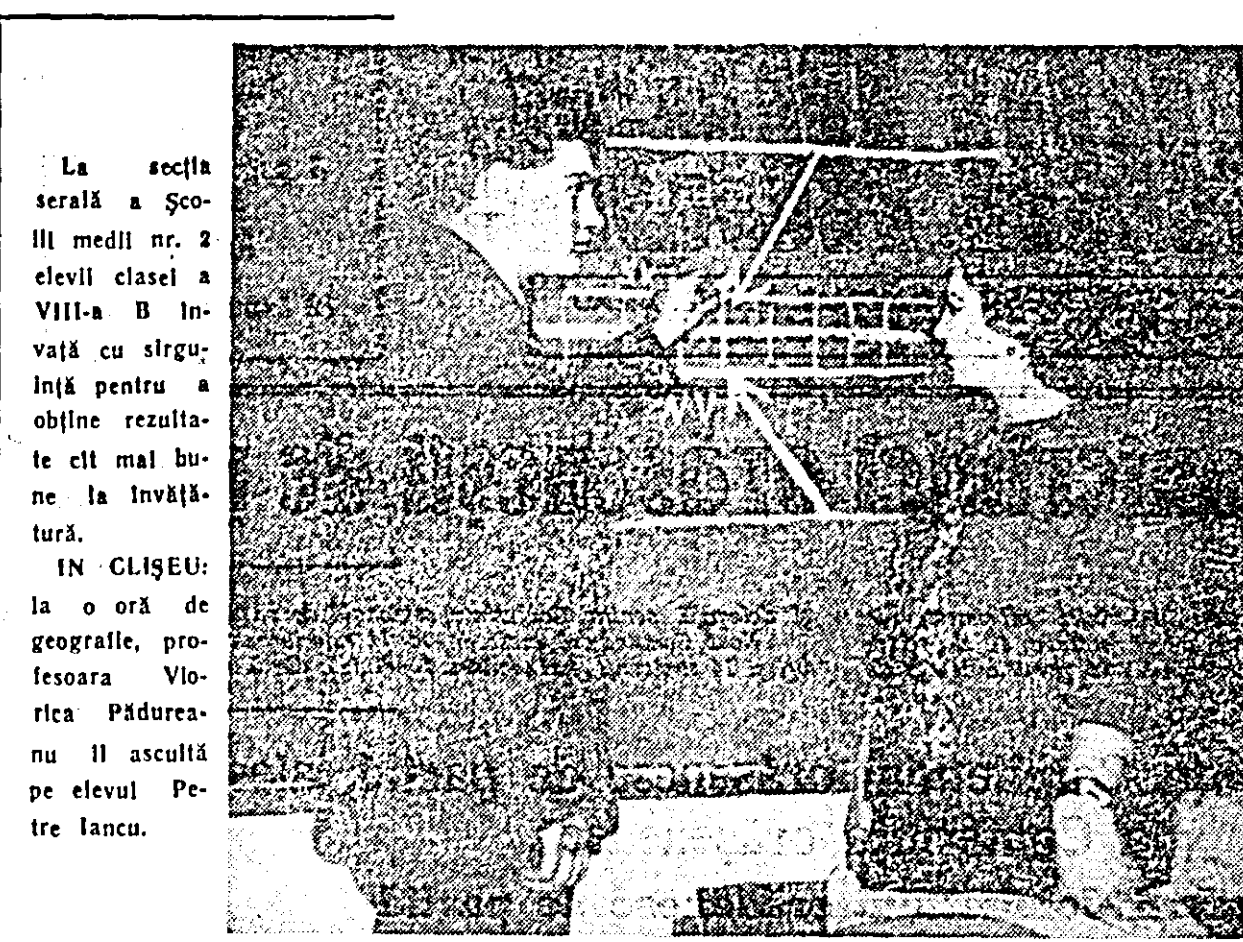 La secția
serală a Șco-
lii medii nr. 2
elevii clasei a
VIII-a B în-
vață cu sîrgu-
ință pentru a
obține rezulta-
te cît mai bu-
ne la învăță-
tură.
IN CLIȘEU:
la o oră de
geografie, pro-
fesoara Vio-
rica Pădurea-
nu îl ascultă
pe elevul Pe-
tre Iancu.